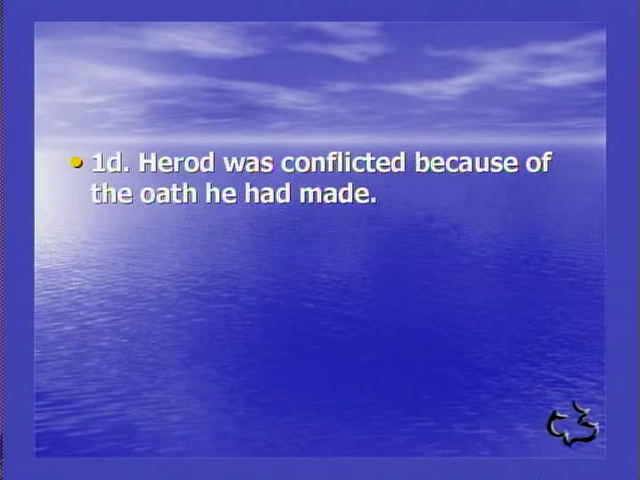 • 1d. Herod was conflicted because of
the oath he had made.